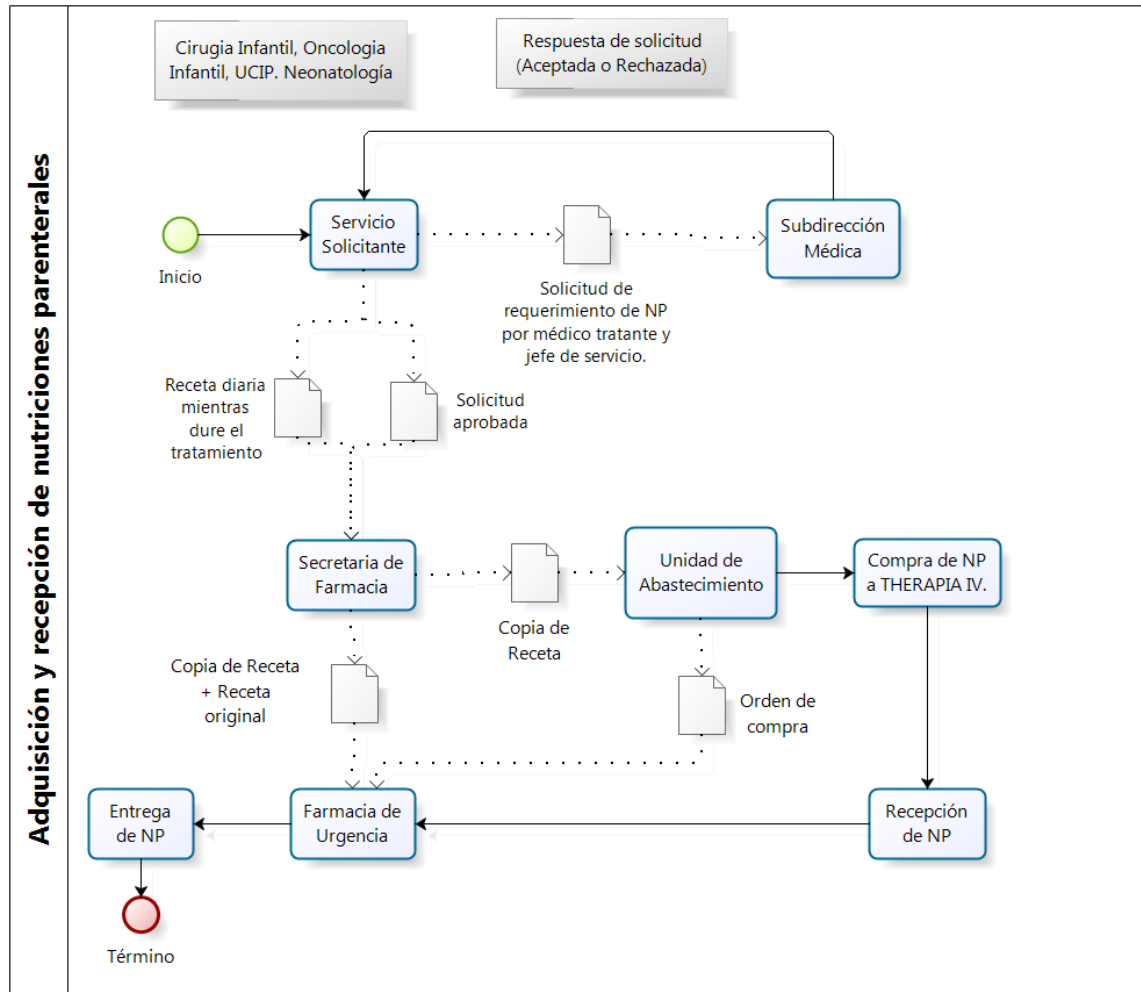 Adquisición y recepción de nutriciones parenterales
Cirugia Infantil, Oncologia
Infantil, UCIP. Neonatología
Respuesta de solicitud
(Aceptada o Rechazada)
Inicio
Servicio
Solicitante
Solicitud de
requerimiento de NP
por médico tratante y
jefe de servicio.
Subdirección
Médica
Receta diaria
mientras
dure el
tratamiento
Solicitud
aprobada
Secretaria de
Farmacia
Copia de
Receta
Unidad de
Abastecimiento
Compra de NP
a THERAPIA IV.
Copia de Receta
+ Receta
original
Orden de
compra
Entrega
de NP
Farmacia de
Urgencia
Recepción
de NP
Término